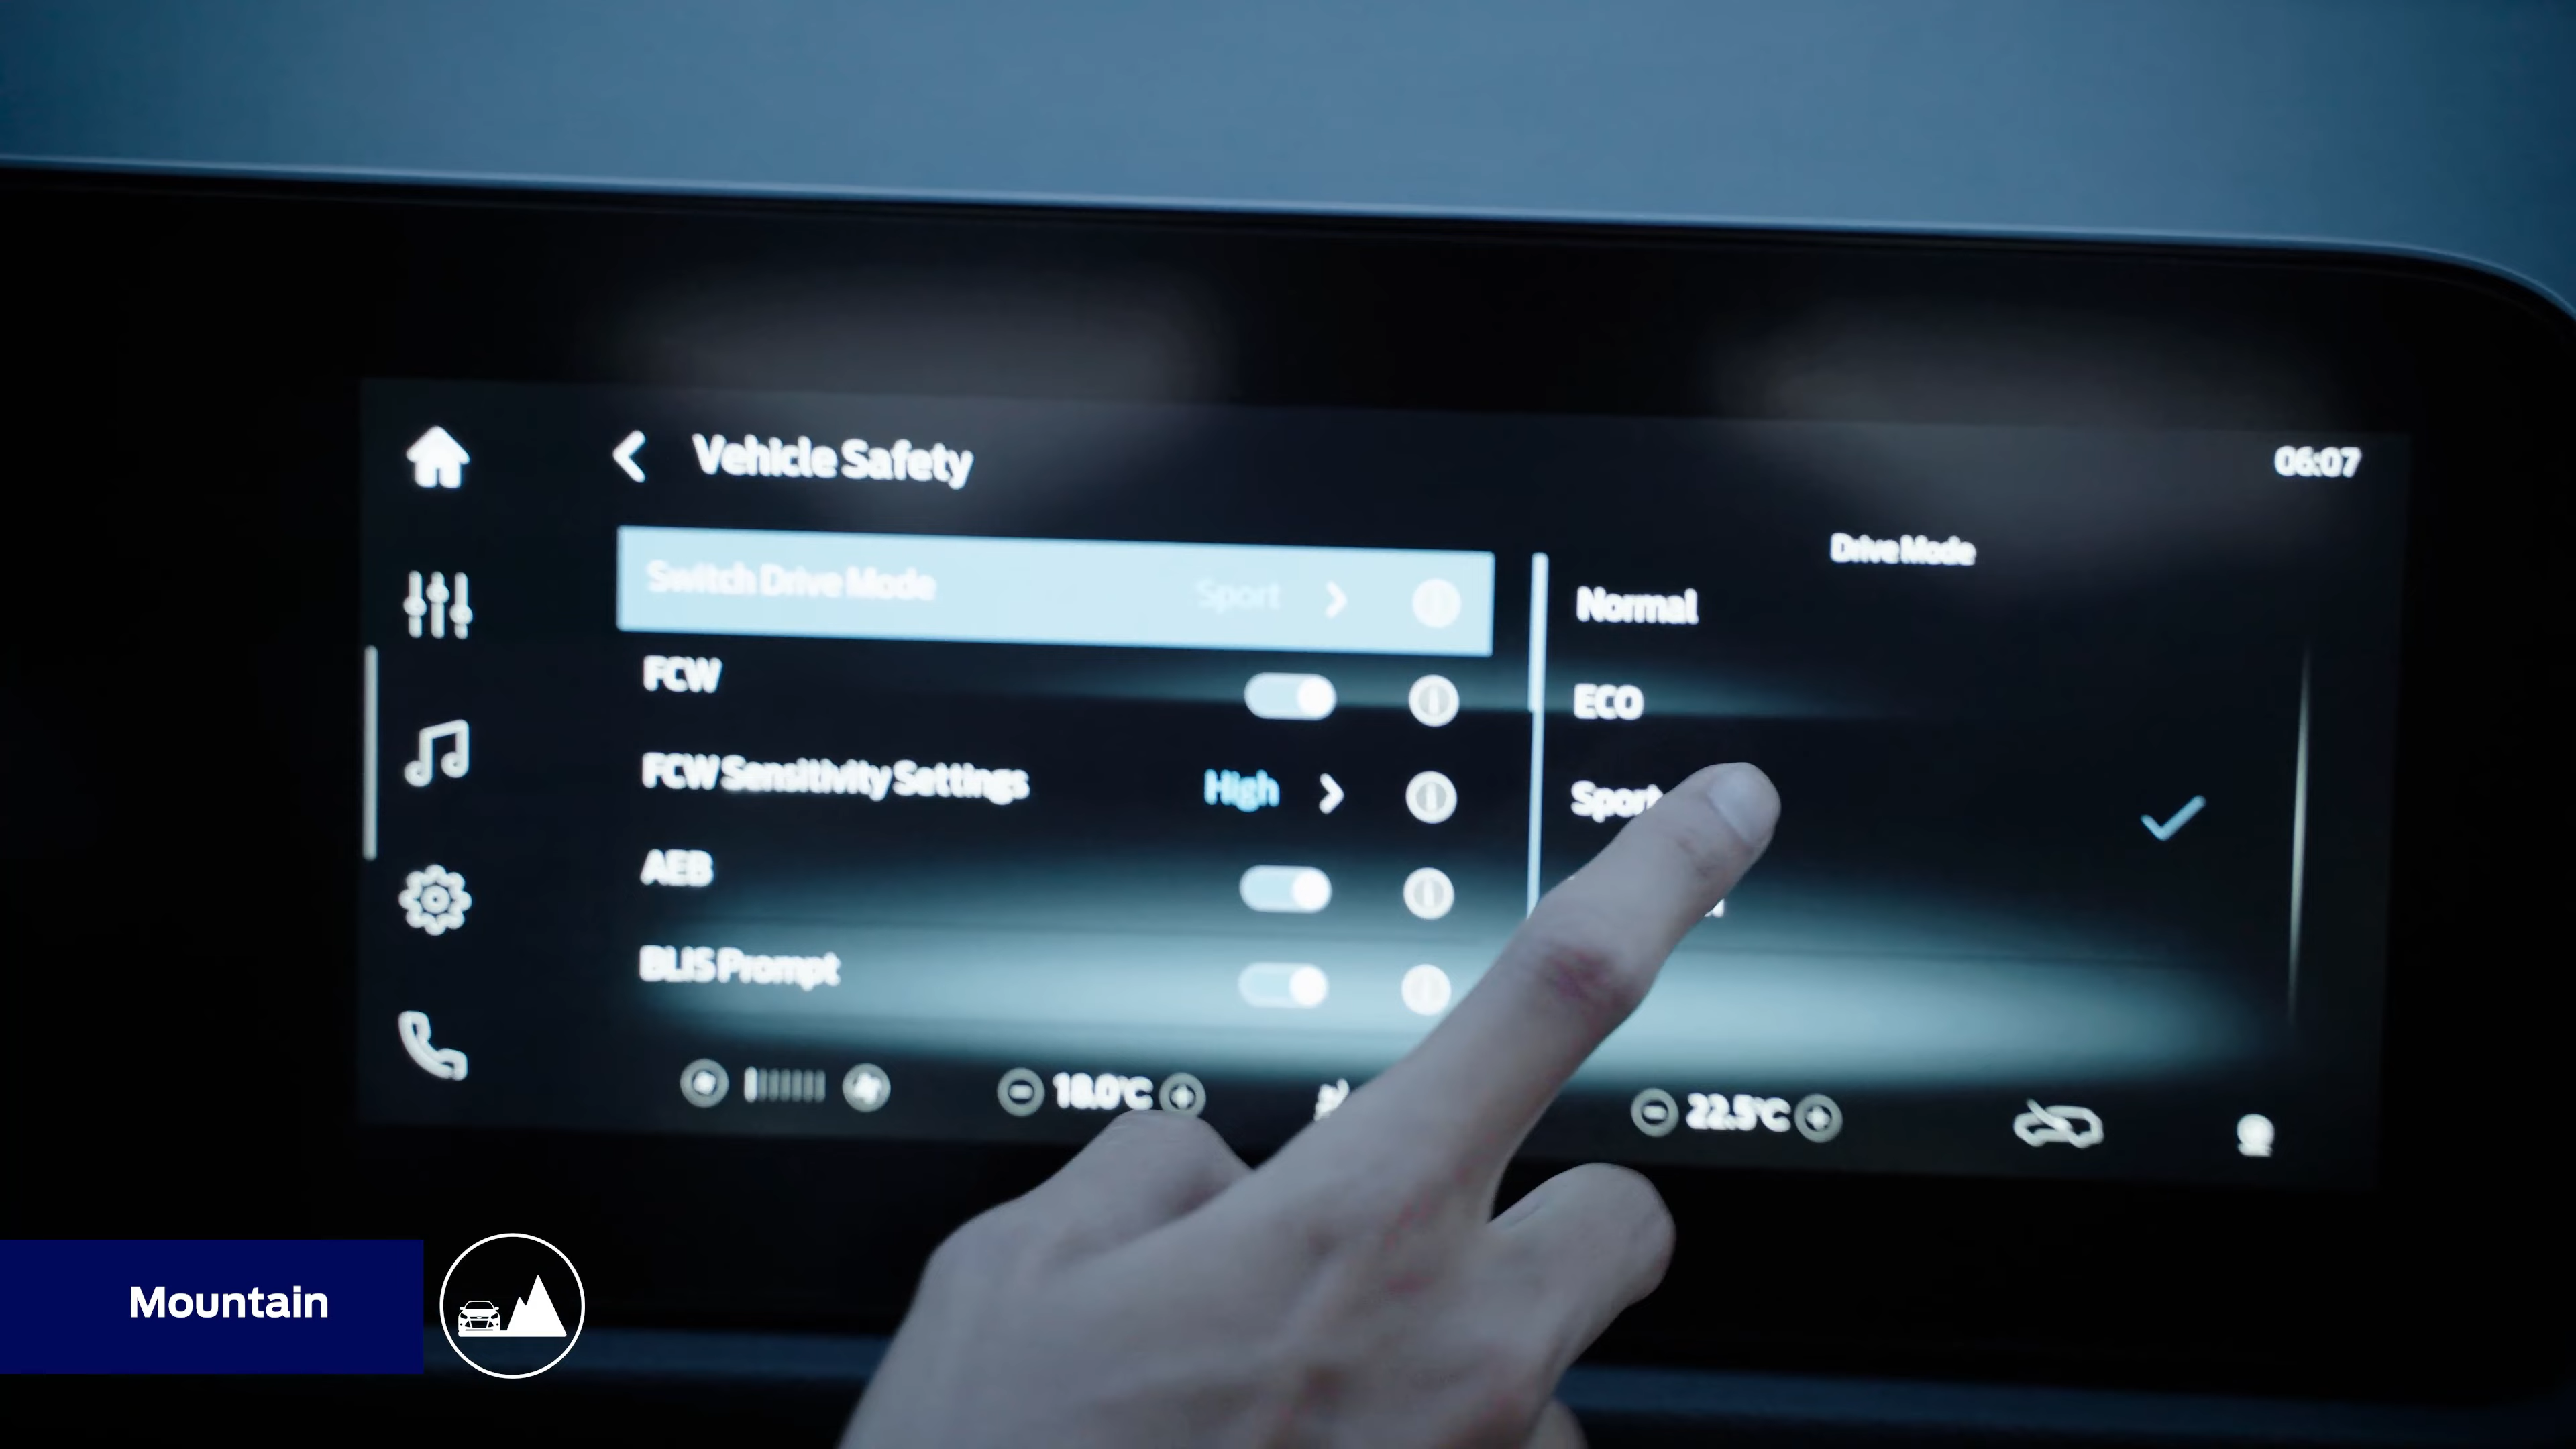 Vehicle Safety
06:07
Switch Drive Mode Sport
FCW
FCW Sensitivity Settings High
AEB
BLIS Prompt
Drive Mode
Normal
ECO
Sport
18.0°C
22.5°C
Mountain